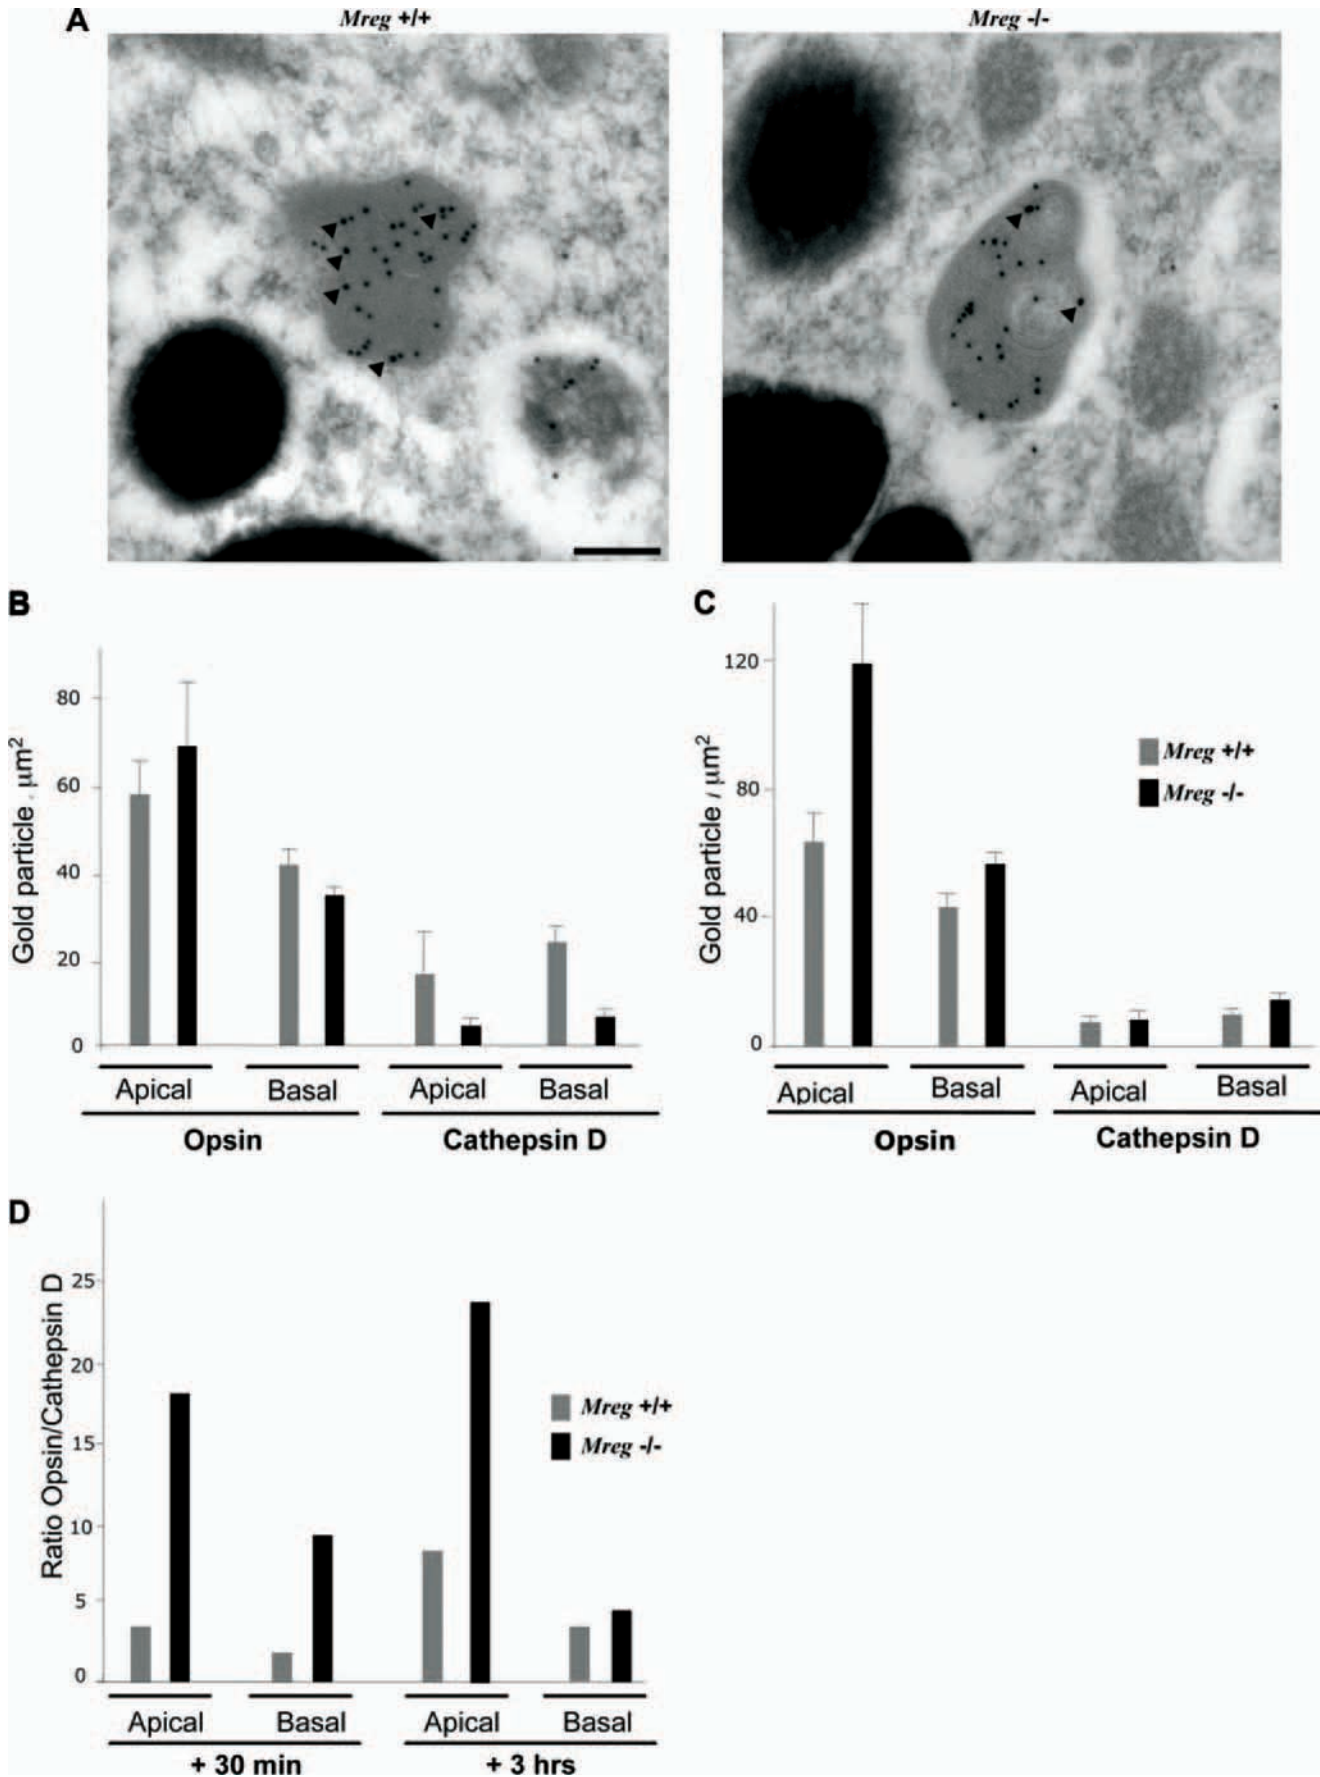 A
Mreg +/+
Mreg -/-
B
Gold particle . µm2
80
60
40
20
0
Apical
Basal
Apical
Basal
Opsin
Cathepsin D
C
Gold particle / µm2
120
80
40
0
Mreg +/+
Mreg -/-
Apical
Basal
Apical
Basal
Opsin
Cathepsin D
D
Ratio Opsin/Cathepsin D
25
20
15
10
5
0
Mreg +/+
Mreg -/-
Apical
Basal
Apical
Basal
+ 30 min
+ 3 hrs